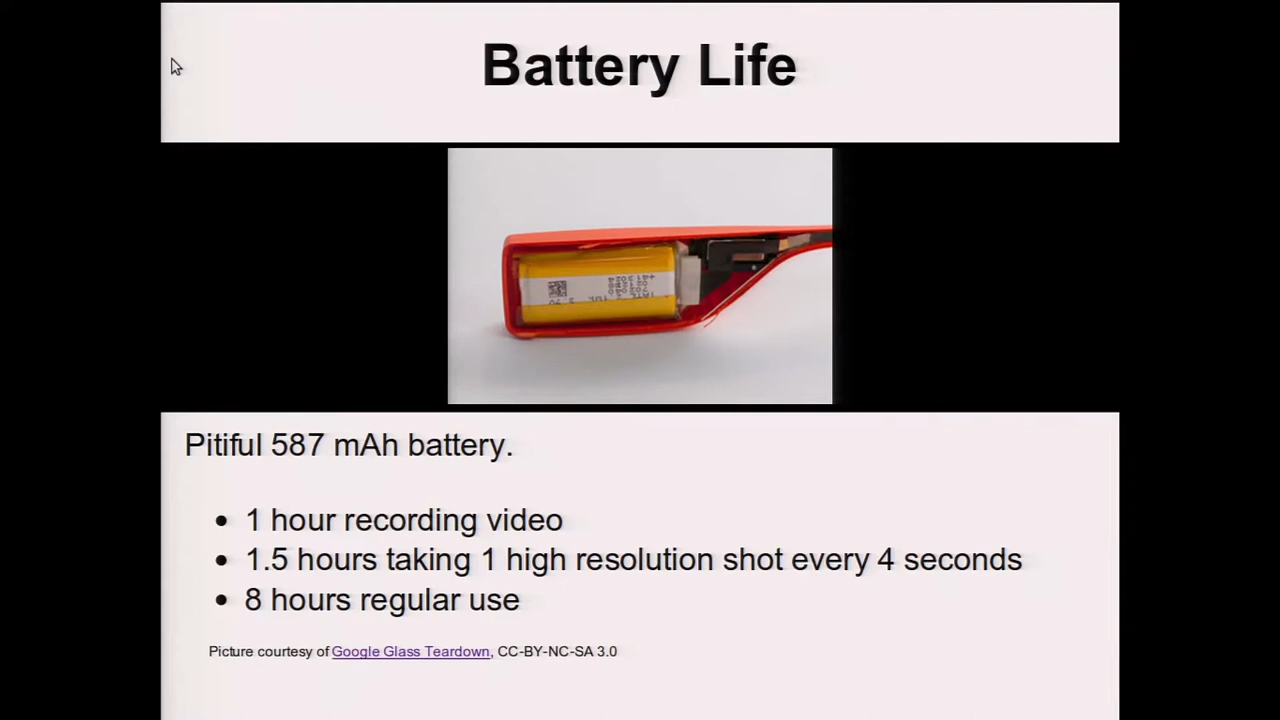 Battery Life
Pitiful 587 mAh battery.
• 1 hour recording video
• 1.5 hours taking 1 high resolution shot every 4 seconds
• 8 hours regular use
Picture courtesy of Google Glass Teardown, CC-BY-NC-SA 3.0